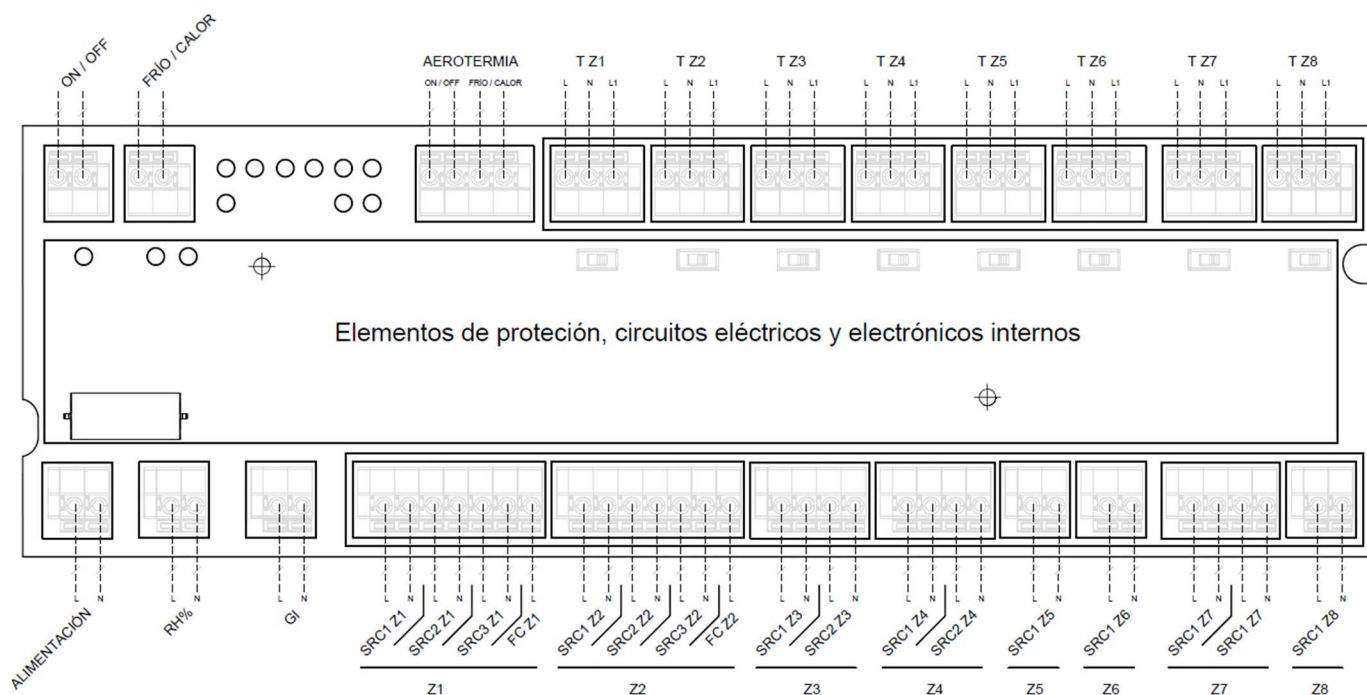 ON / OFF
FRÍO / CALOR
AEROTERMIA
ON / OFF FRÍO / CALOR
T Z1
L N L1
T Z2
L N L1
T Z3
L N L1
T Z4
L N L1
T Z5
L N L1
T Z6
L N L1
T Z7
L N L1
T Z8
L N L1
Elementos de proteción, circuitos eléctricos y electrónicos internos
L N
ALIMENTACIÓN
L N
RH%
L N
GI
L N L N L N L
SRC1 Z1
SRC2 Z1
SRC3 Z1
FC Z1
Z1
L N L N L N L
SRC1 Z2
SRC2 Z2
SRC3 Z2
FC Z2
Z2
L N L N
SRC1 Z3
SRC2 Z3
Z3
L N L N
SRC1 Z4
SRC2 Z4
Z4
L N
SRC1 Z5
Z5
L N
SRC1 Z6
Z6
L N L N
SRC1 Z7
SRC1 Z7
Z7
L N
SRC1 Z8
Z8